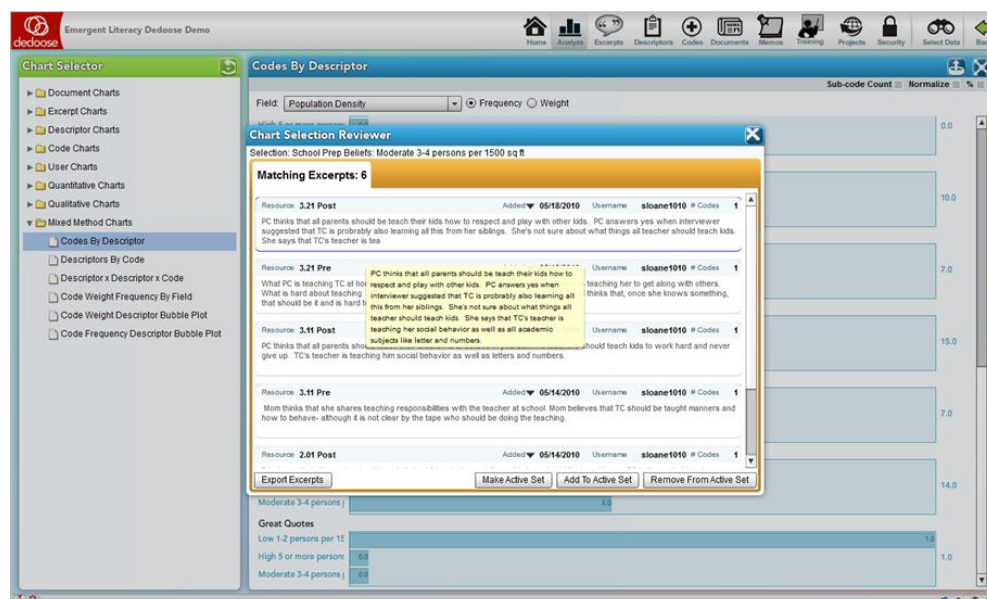 dedoose
Emergent Literacy Dedoose Demo
Home Analyze Excerpts Descriptors Codes Documents Memos Training Projects Security Select Data
Chart Selector
Document Charts
Excerpt Charts
Descriptor Charts
Code Charts
User Charts
Quantitative Charts
Qualitative Charts
Mixed Method Charts
Codes By Descriptor
Descriptors By Code
Descriptor x Descriptor x Code
Code Weight Frequency By Field
Code Weight Descriptor Bubble Plot
Code Frequency Descriptor Bubble Plot
Codes By Descriptor
Sub-code Count Normalize %
Field: Population Density Frequency Weight
0.0
10.0
7.0
15.0
7.0
14.0
Chart Selection Reviewer
Selection: School Prep Beliefs: Moderate 3-4 persons per 1500 sq ft
Matching Excerpts: 6
Resource 3.21 Post Added 05/18/2010 Username sloane1010 # Codes 1
PC thinks that all parents should be teach their kids how to respect and play with other kids. PC answers yes when interviewer
suggested that TC is probrably also learning all this from her siblings. She's not sure about what things all teacher should teach kids.
She says that TC's teacher is tea
Resource 3.21 Pre Username sloane1010 # Codes 1
What PC is teaching TC at teaching her to get along with others.
What is hard about teaching thinks that, once she knows something,
that should be it and is hard
PC thinks that all parents should be teach their kids how to
respect and play with other kids. PC answers yes when
interviewer suggested that TC is probrably also learning all
this from her siblings. She's not sure about what things all
teacher should teach kids. She says that TC's teacher is
teaching her social behavior as well as all academic
subjects like letter and numbers.
Resource 3.11 Post Username sloane1010 # Codes 1
PC thinks that all parents should teach kids to work hard and never
give up. TC's teacher is teaching him social behavior as well as letters and numbers.
Resource 3.11 Pre Added 05/14/2010 Username sloane1010 # Codes 1
Mom thinks that she shares teaching responsibilities with the teacher at school. Mom believes that TC should be taught manners and
how to behave- although it is not clear by the tape who should be doing the teaching.
Resource 2.01 Post Added 05/14/2010 Username sloane1010 # Codes 1
Export Excerpts Make Active Set Add To Active Set Remove From Active Set
Moderate 3-4 persons 6.0
Great Quotes
Low 1-2 persons per 15 1.0
High 5 or more person 0.0 1.0
Moderate 3-4 persons 0.0